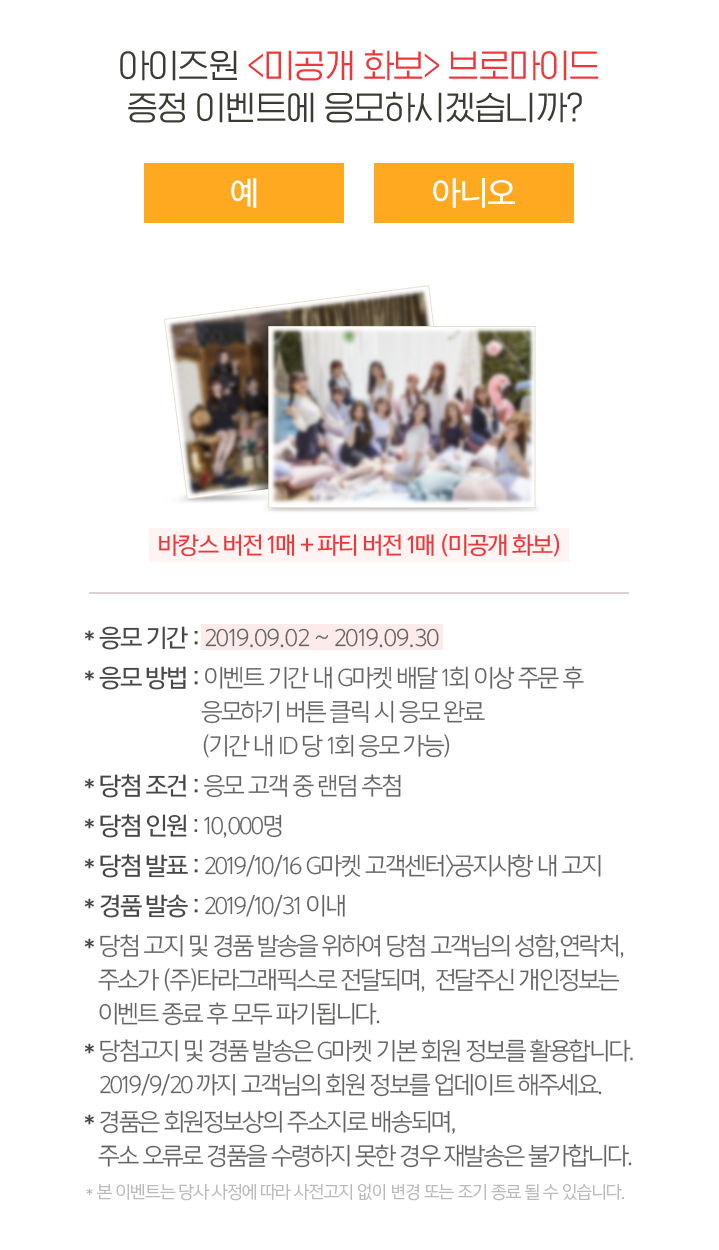 아이즈원 <미공개 화보> 브로마이드
증정 이벤트에 응모하시겠습니까?
예
아니오
바캉스 버전 1매 + 파티 버전 1매 (미공개 화보)
* 응모 기간 : 2019.09.02 ~ 2019.09.30
* 응모 방법 : 이벤트 기간 내 G마켓 배달 1회 이상 주문 후
응모하기 버튼 클릭 시 응모 완료
(기간 내 ID 당 1회 응모 가능)
* 당첨 조건 : 응모 고객 중 랜덤 추첨
* 당첨 인원 : 10,000명
* 당첨 발표 : 2019/10/16 G마켓 고객센터>공지사항 내 고지
* 경품 발송 : 2019/10/31 이내
* 당첨 고지 및 경품 발송을 위하여 당첨 고객님의 성함,연락처,
주소가 (주)타라그래픽스로 전달되며, 전달주신 개인정보는
이벤트 종료 후 모두 파기됩니다.
* 당첨고지 및 경품 발송은 G마켓 기본 회원 정보를 활용합니다.
2019/9/20 까지 고객님의 회원 정보를 업데이트 해주세요.
* 경품은 회원정보상의 주소지로 배송되며,
주소 오류로 경품을 수령하지 못한 경우 재발송은 불가합니다.
* 본 이벤트는 당사 사정에 따라 사전고지 없이 변경 또는 조기 종료 될 수 있습니다.